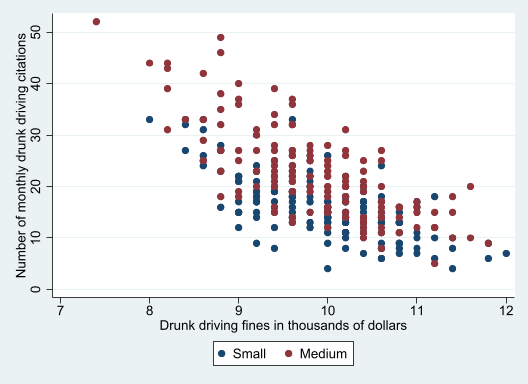 Number of monthly drunk driving citations
50
40
30
20
10
0
7 8 9 10 11 12
Drunk driving fines in thousands of dollars
Small Medium